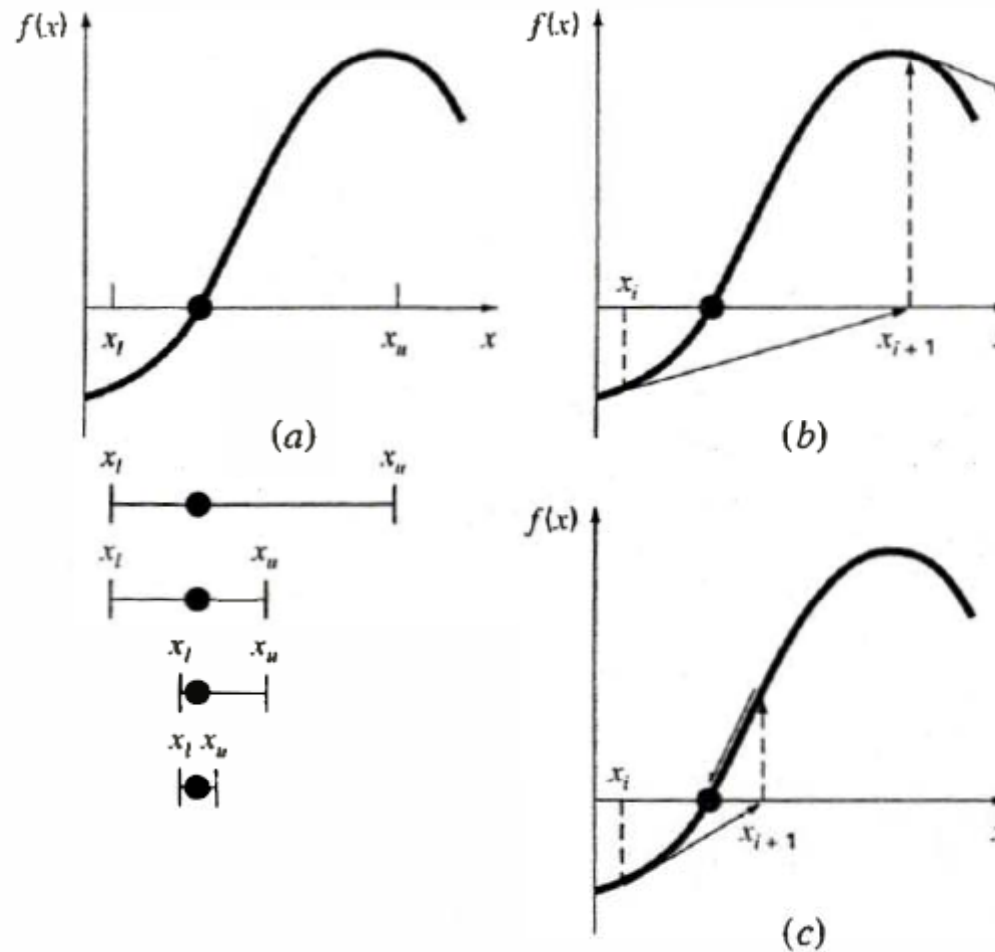 f(x)
x_l
x_u
x
(a)
x_l x_u
x_l x_u
x_l x_u
x_l x_u
f(x)
x_i
x_{i + 1}
(b)
f(x)
x_i
x_{i + 1}
(c)